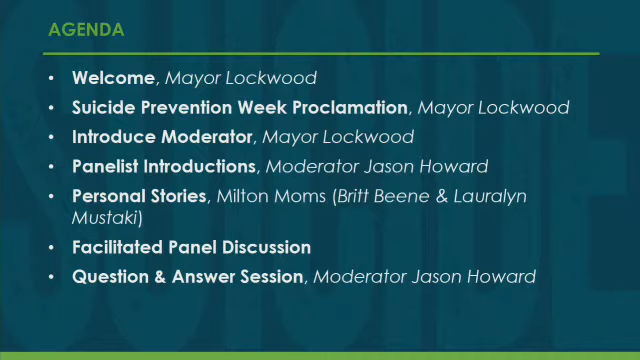 AGENDA
• Welcome, Mayor Lockwood
• Suicide Prevention Week Proclamation, Mayor Lockwood
• Introduce Moderator, Mayor Lockwood
• Panelist Introductions, Moderator Jason Howard
• Personal Stories, Milton Moms (Britt Beene & Lauralyn
Mustaki)
• Facilitated Panel Discussion
• Question & Answer Session, Moderator Jason Howard
SUICIDE